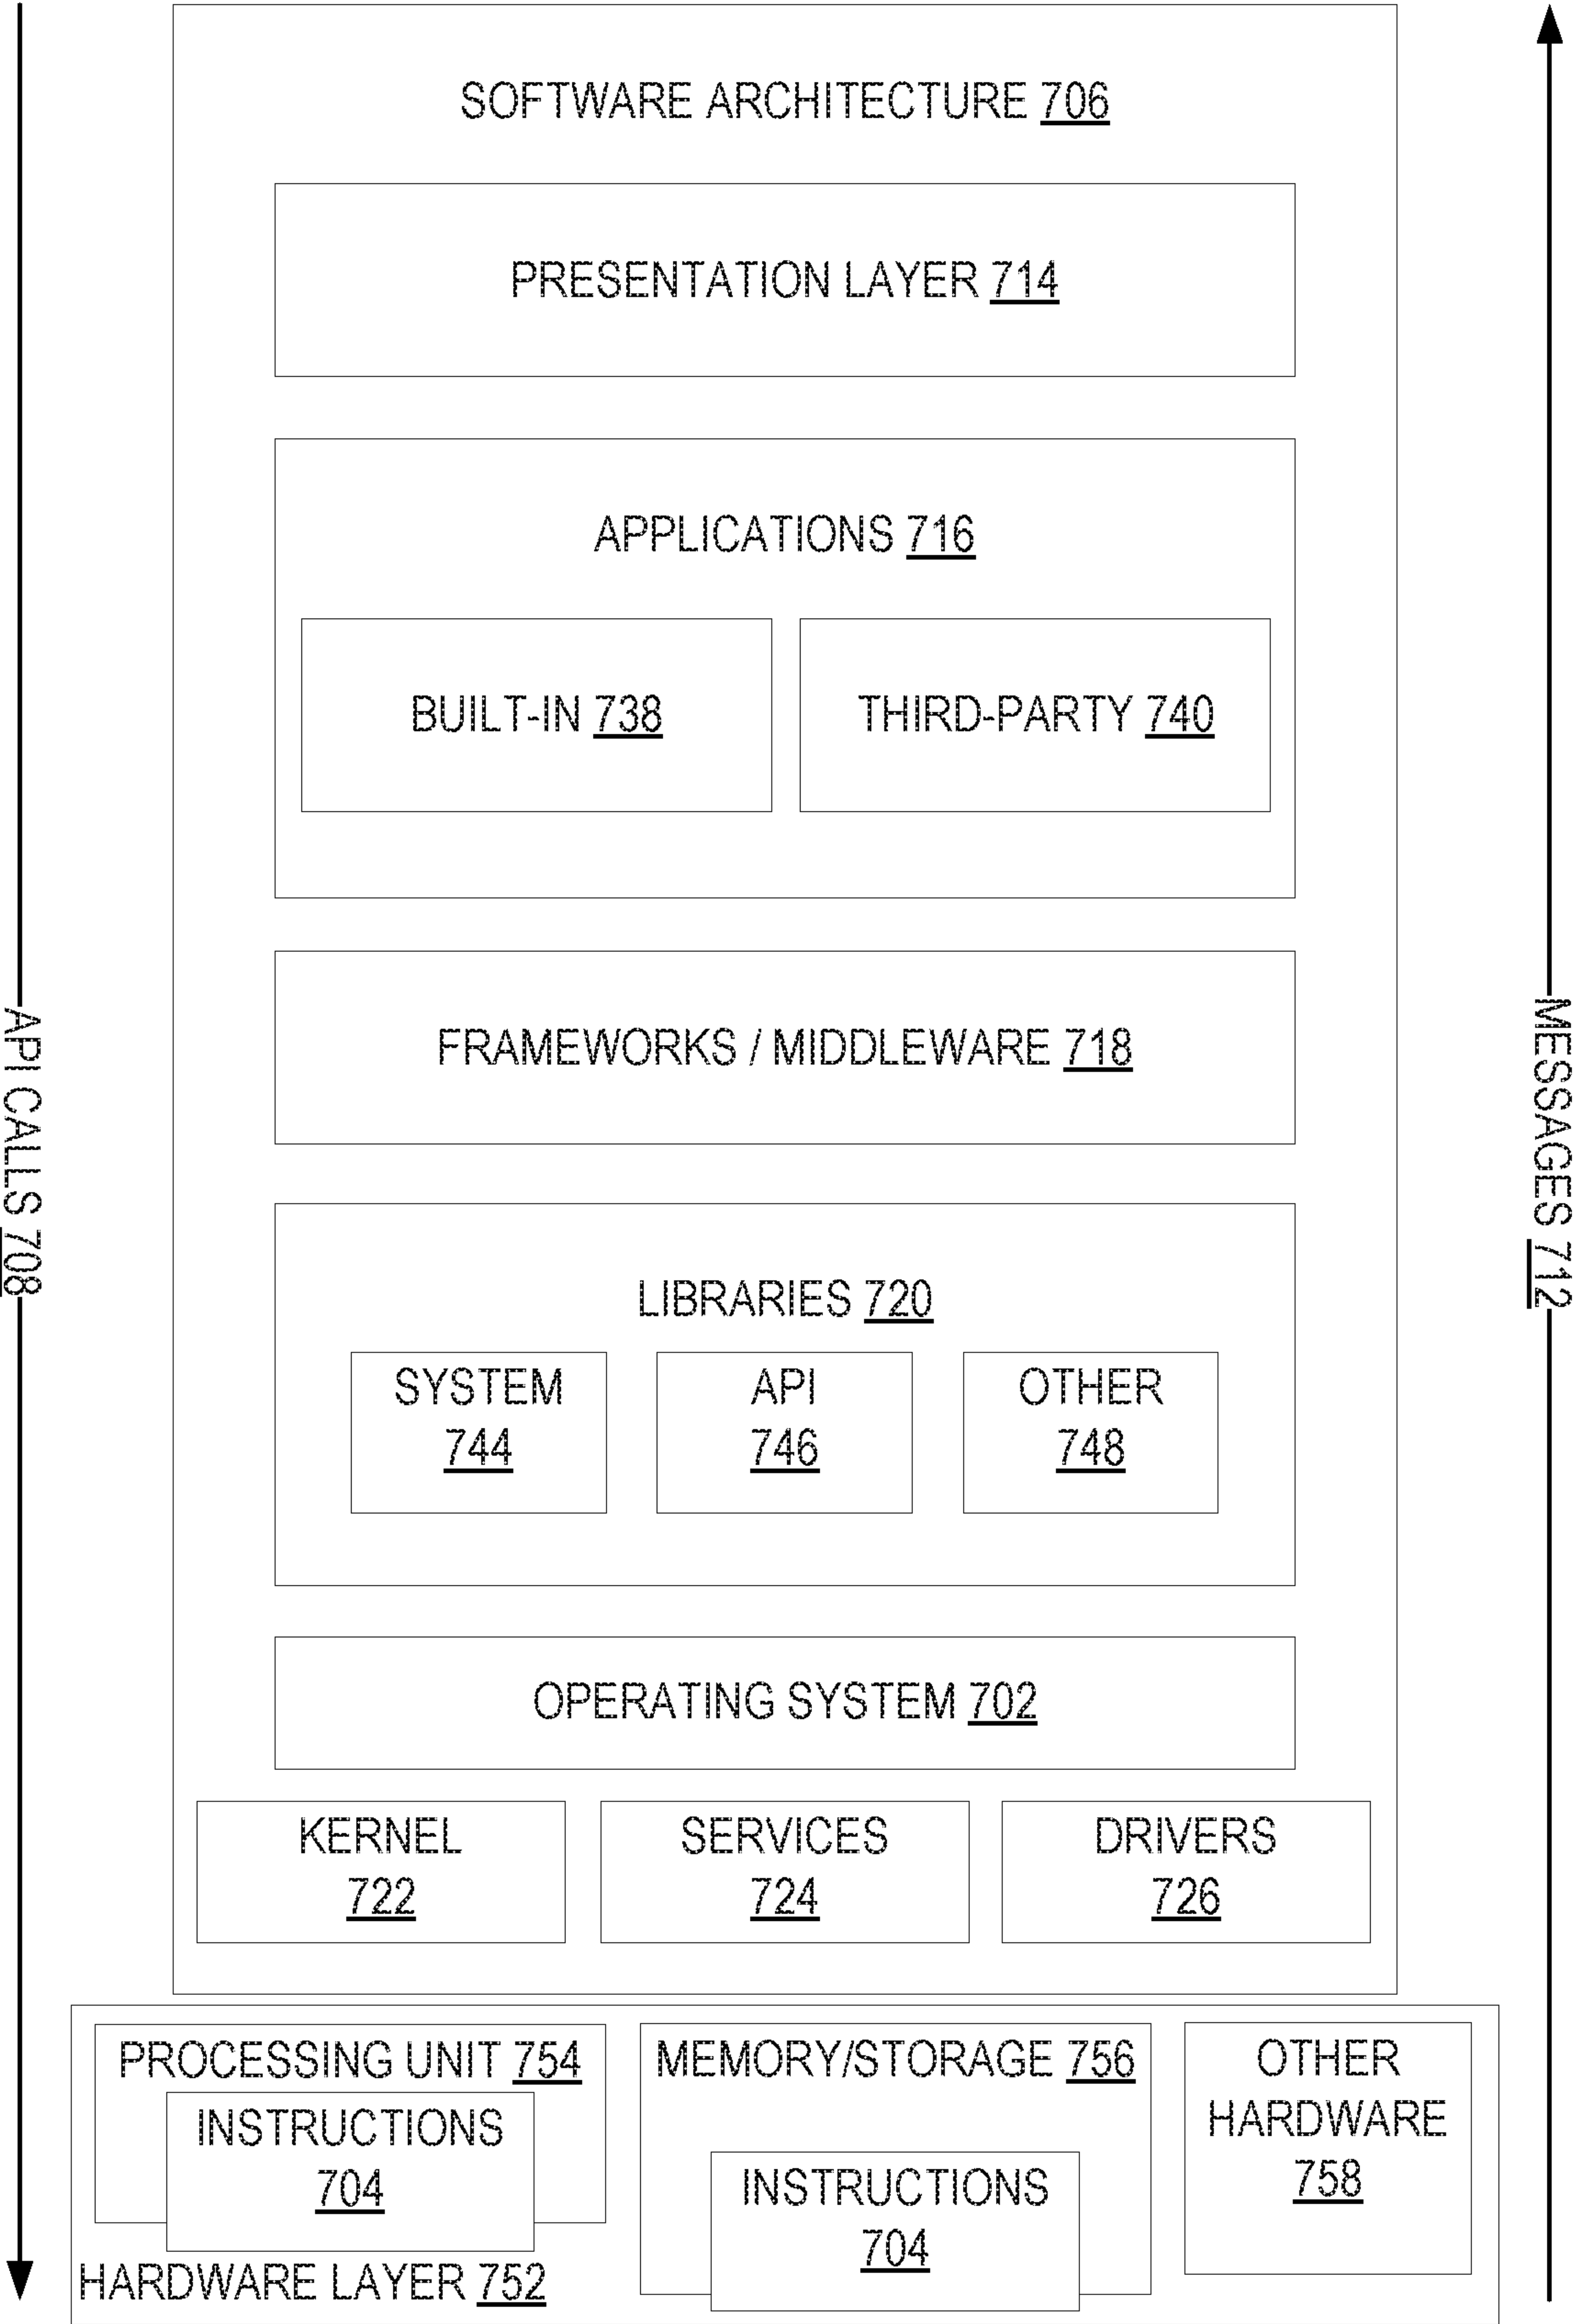 SOFTWARE ARCHITECTURE 706
PRESENTATION LAYER 714
APPLICATIONS 716
BUILT-IN 738
THIRD-PARTY 740
FRAMEWORKS / MIDDLEWARE 718
LIBRARIES 720
SYSTEM
744
API
746
OTHER
748
OPERATING SYSTEM 702
KERNEL
722
SERVICES
724
DRIVERS
726
PROCESSING UNIT 754
INSTRUCTIONS
704
MEMORY/STORAGE 756
INSTRUCTIONS
704
OTHER
HARDWARE
758
HARDWARE LAYER 752
API CALLS 708
MESSAGES 712